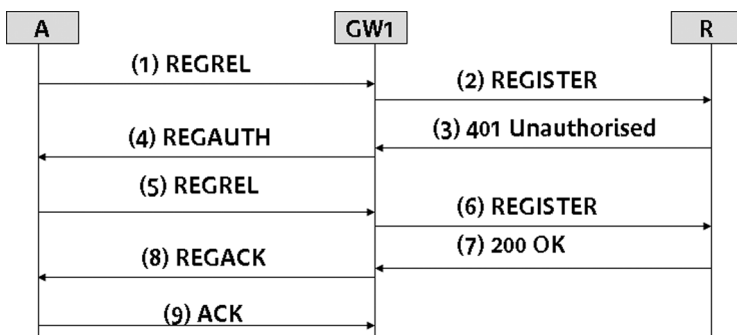 A GW1 R
(1) REGREL
(2) REGISTER
(3) 401 Unauthorised
(4) REGAUTH
(5) REGREL
(6) REGISTER
(7) 200 OK
(8) REGACK
(9) ACK